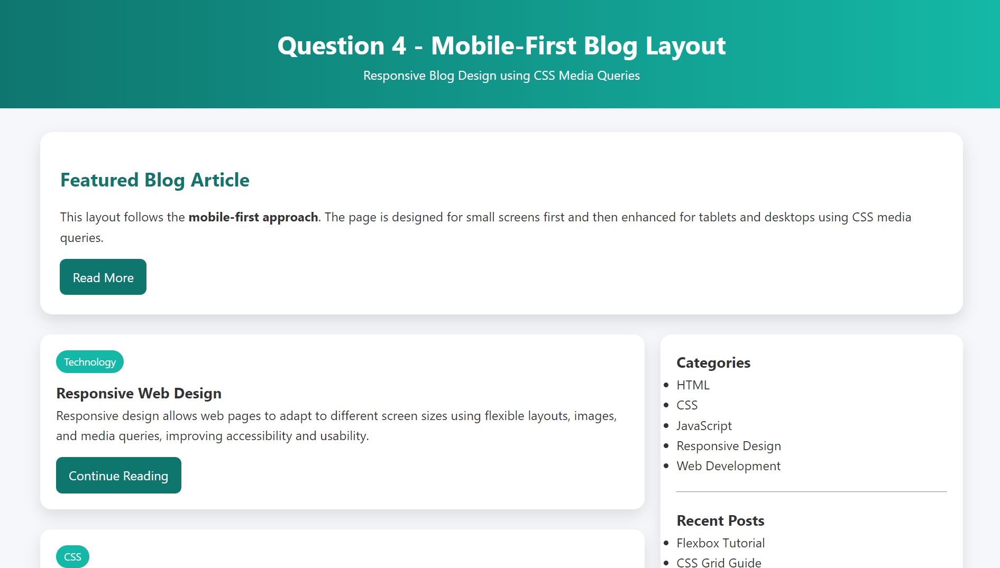 Question 4 - Mobile-First Blog Layout
Responsive Blog Design using CSS Media Queries
Featured Blog Article
This layout follows the mobile-first approach. The page is designed for small screens first and then enhanced for tablets and desktops using CSS media
queries.
Read More
Technology
Responsive Web Design
Responsive design allows web pages to adapt to different screen sizes using flexible layouts, images,
and media queries, improving accessibility and usability.
Continue Reading
CSS
Categories
HTML
CSS
JavaScript
Responsive Design
Web Development
Recent Posts
Flexbox Tutorial
CSS Grid Guide